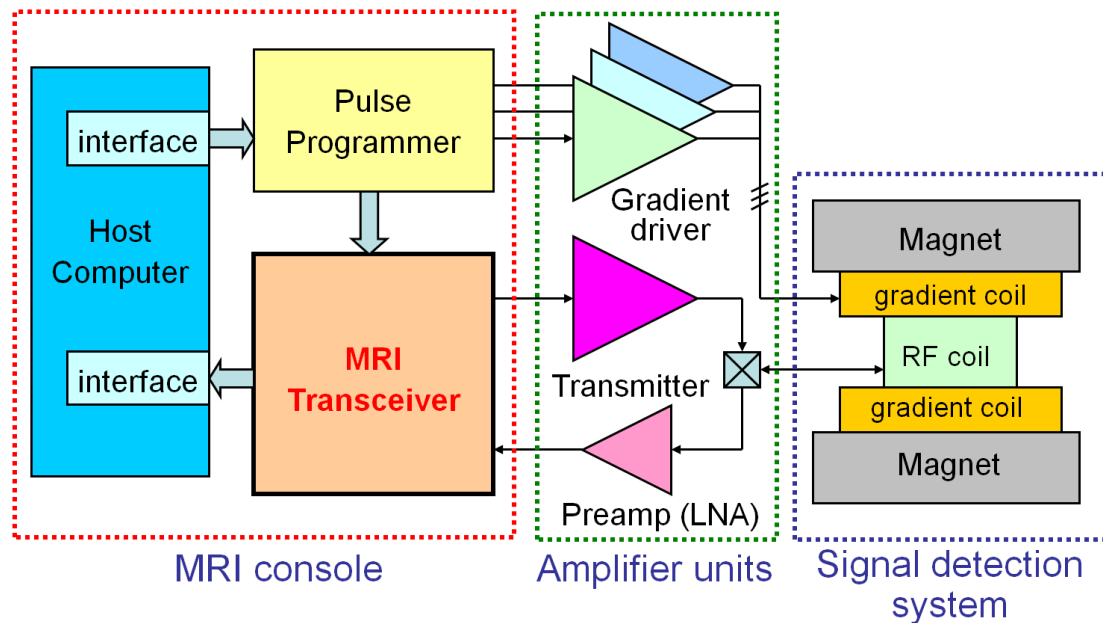 interface
Host
Computer
interface
Pulse
Programmer
MRI
Transceiver
MRI console
Gradient
driver
Transmitter
Preamp (LNA)
Amplifier units
Magnet
gradient coil
RF coil
gradient coil
Magnet
Signal detection
system